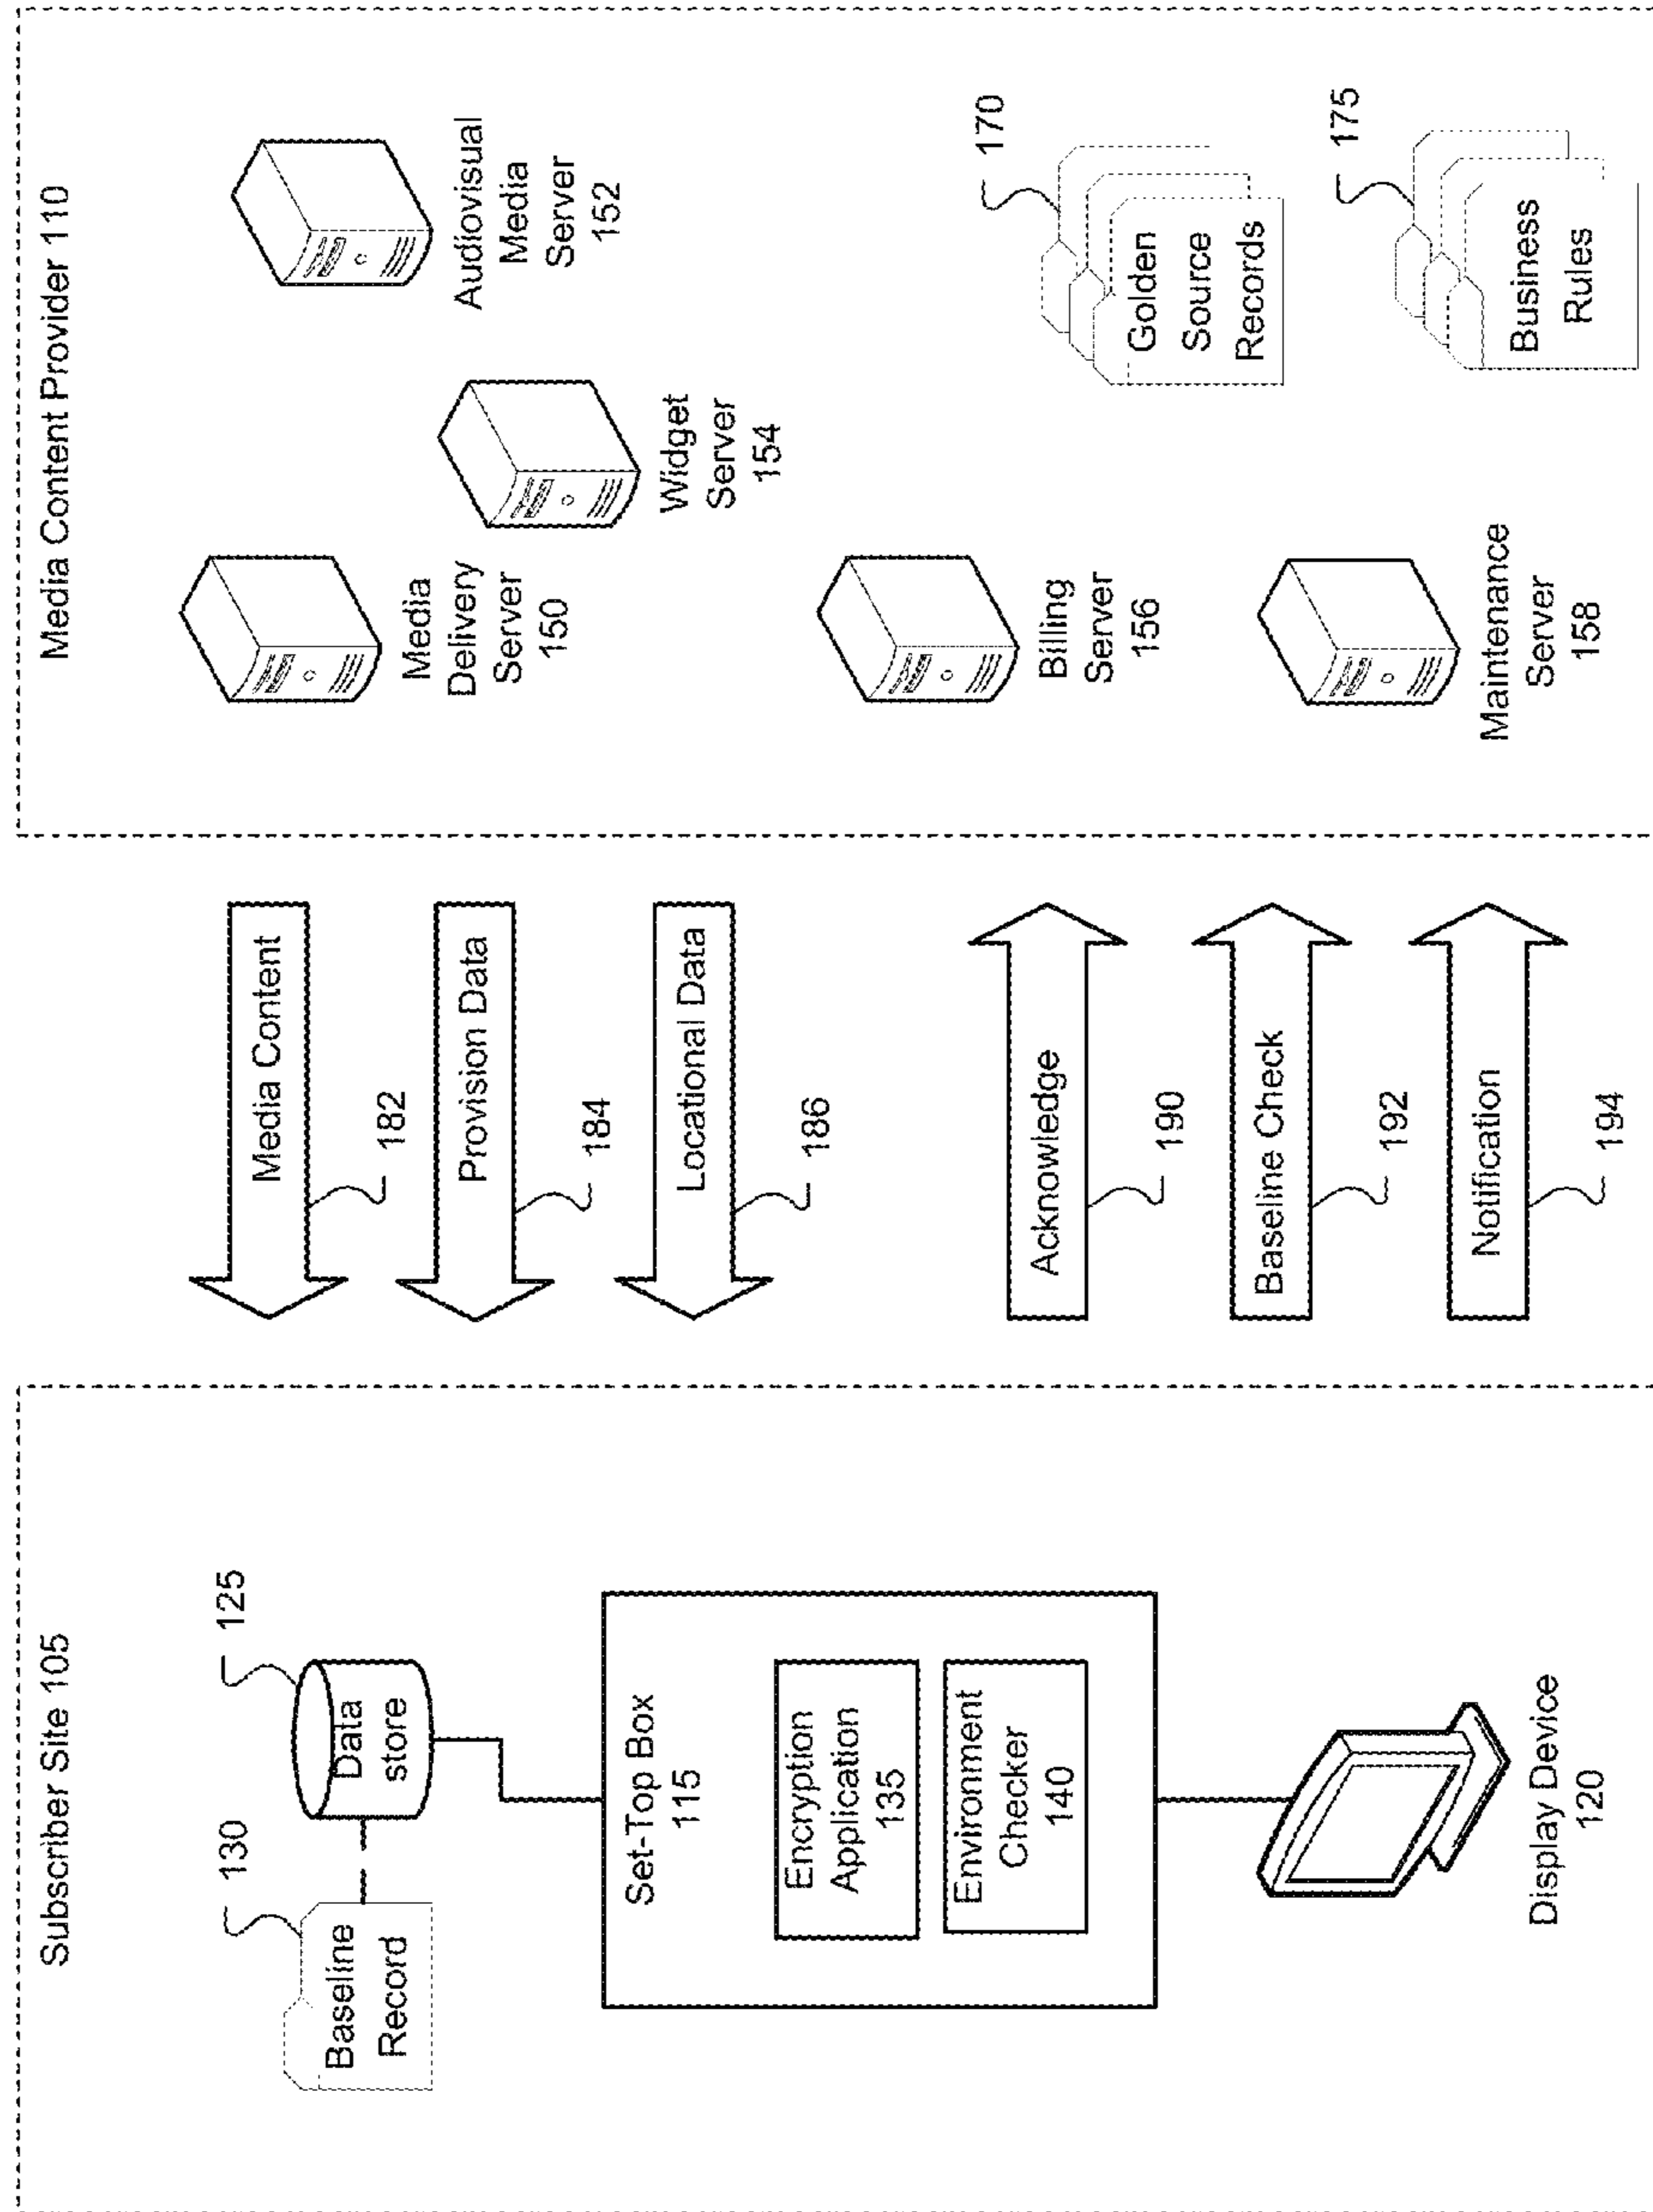 Subscriber Site 105
130
125
Baseline
Record
Data
store
Set-Top Box
115
Encryption
Application
135
Environment
Checker
140
Display Device
120
Media Content
182
Provision Data
184
Locational Data
186
Acknowledge
190
Baseline Check
192
Notification
194
Media Content Provider 110
Media
Delivery
Server
150
Widget
Server
154
Audiovisual
Media
Server
152
Billing
Server
156
Maintenance
Server
158
170
Golden
Source
Records
175
Business
Rules